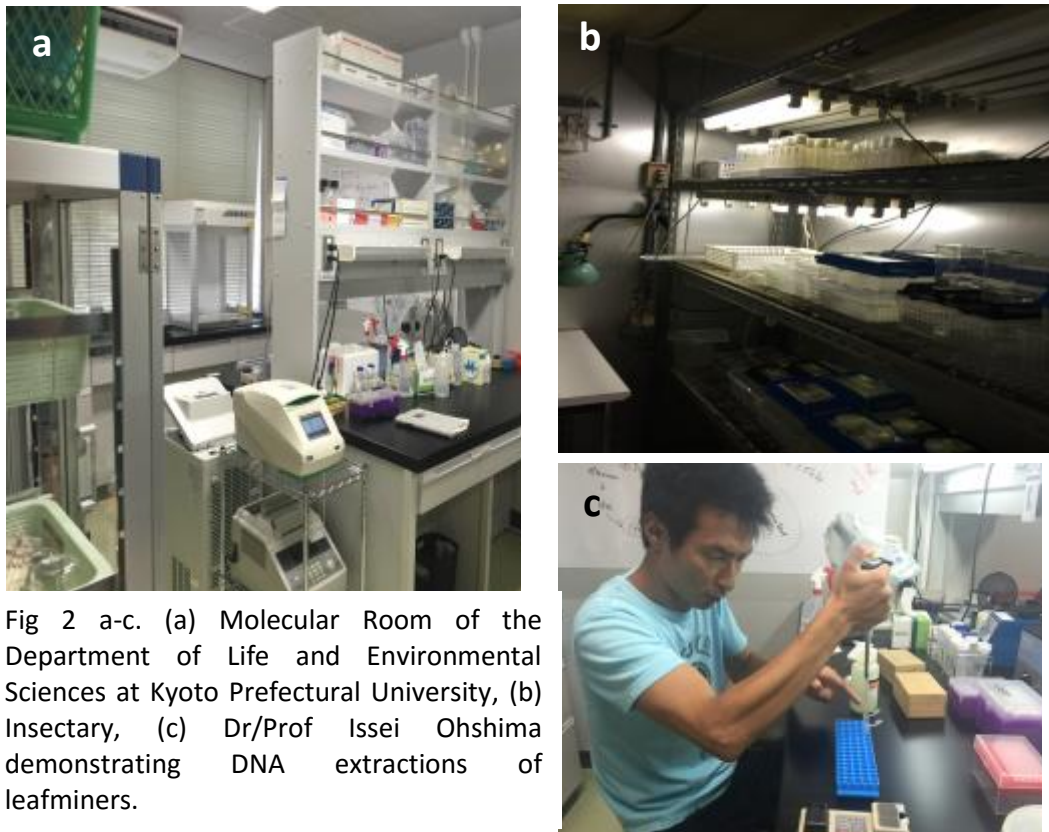 a
b
c
Fig 2 a-c. (a) Molecular Room of the
Department of Life and Environmental
Sciences at Kyoto Prefectural University, (b)
Insectary, (c) Dr/Prof Issei Ohshima
demonstrating DNA extractions of
leafminers.